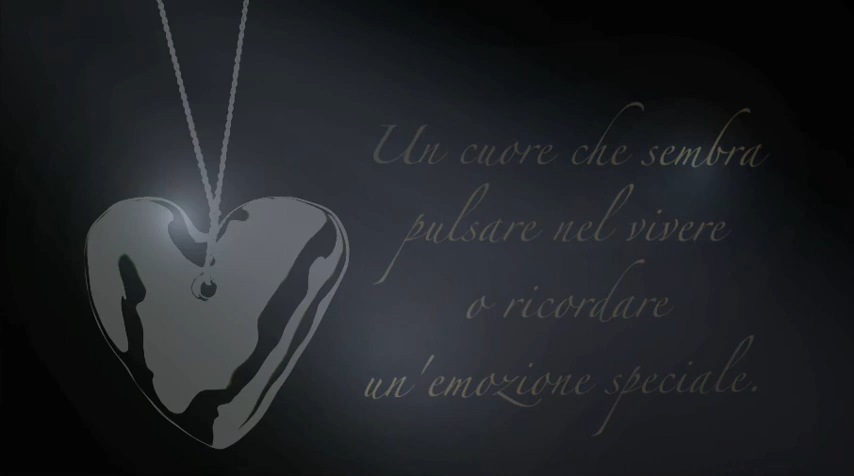 Un cuore che sembra
pulsare nel vivere
o ricordare
un'emozione speciale.